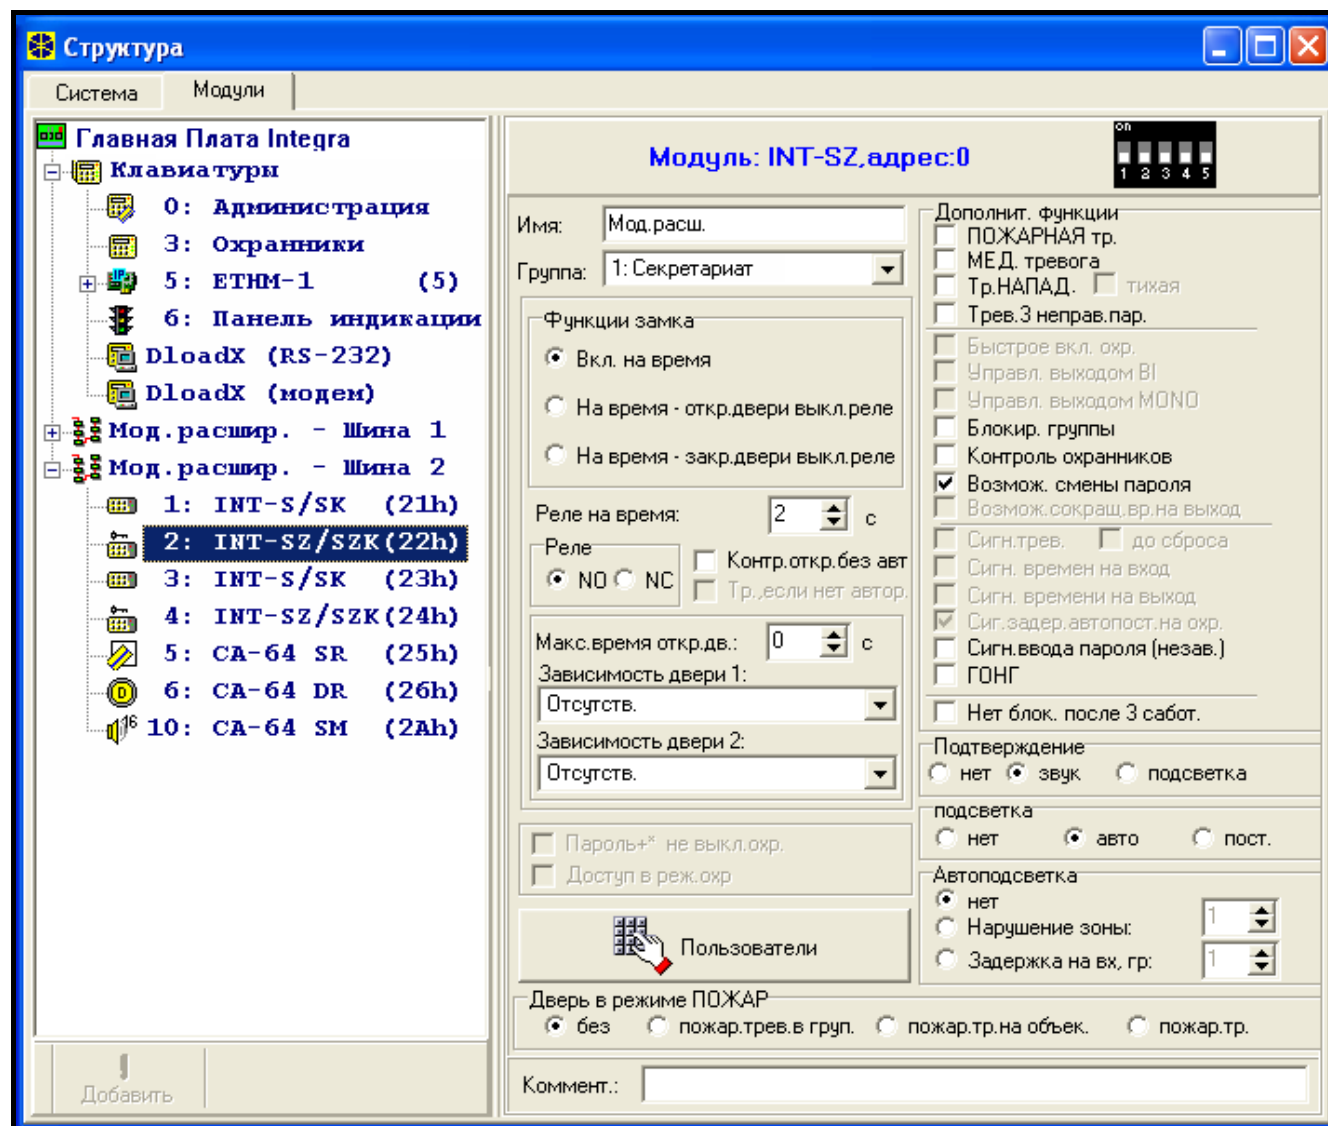 Структура
Система Модули
Главная Плата Integra
Клавиатуры
0: Администрация
3: Охранники
5: ETHM-1 (5)
6: Панель индикации
DloadX (RS-232)
DloadX (модем)
Мод.расшир. - Шина 1
Мод.расшир. - Шина 2
1: INT-S/SK (21h)
2: INT-SZ/SZK(22h)
3: INT-S/SK (23h)
4: INT-SZ/SZK(24h)
5: CA-64 SR (25h)
6: CA-64 DR (26h)
16 10: CA-64 SM (2Ah)
Добавить
Модуль: INT-SZ,адрес:0
on
1 2 3 4 5
Имя: Мод.расш.
Группа: 1: Секретариат
Функции замка
Вкл. на время
На время - откр.двери выкл.реле
На время - закр.двери выкл.реле
Реле на время: 2 с
Реле
NO NC
Контр.откр.без авт
Тр.,если нет автор.
Макс.время откр.дв.: 0 с
Зависимость двери 1:
Отсутств.
Зависимость двери 2:
Отсутств.
Пароль+* не выкл.охр.
Доступ в реж.охр
Пользователи
Дополнит. функции
ПОЖАРНАЯ тр.
МЕД. тревога
Тр.НАПАД. тихая
Трев.3 неправ.пар.
Быстрое вкл. охр.
Управл. выходом BI
Управл. выходом MONO
Блокир. группы
Контроль охранников
Возмож. смены пароля
Возмож.сокращ.вр.на выход
Сигн.трев. до сброса
Сигн. времен на вход
Сигн. времени на выход
Сиг.задер.автопост.на охр.
Сигн.ввода пароля (незав.)
ГОНГ
Нет блок. после 3 сабот.
Подтверждение
нет звук подсветка
подсветка
нет авто пост.
Автоподсветка
нет
Нарушение зоны: 1
Задержка на вх, гр: 1
Дверь в режиме ПОЖАР
без пожар.трев.в груп. пожар.тр.на объек. пожар.тр.
Коммент.: